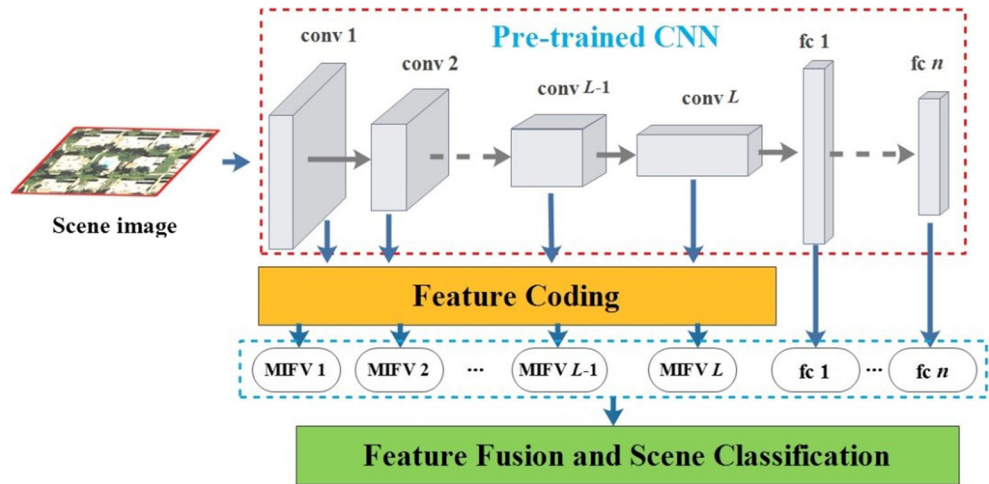 Pre-trained CNN
conv 1
conv 2
conv L-1
conv L
fc 1
fc n
Scene image
Feature Coding
MIFV 1
MIFV 2
...
MIFV L-1
MIFV L
fc 1
...
fc n
Feature Fusion and Scene Classification